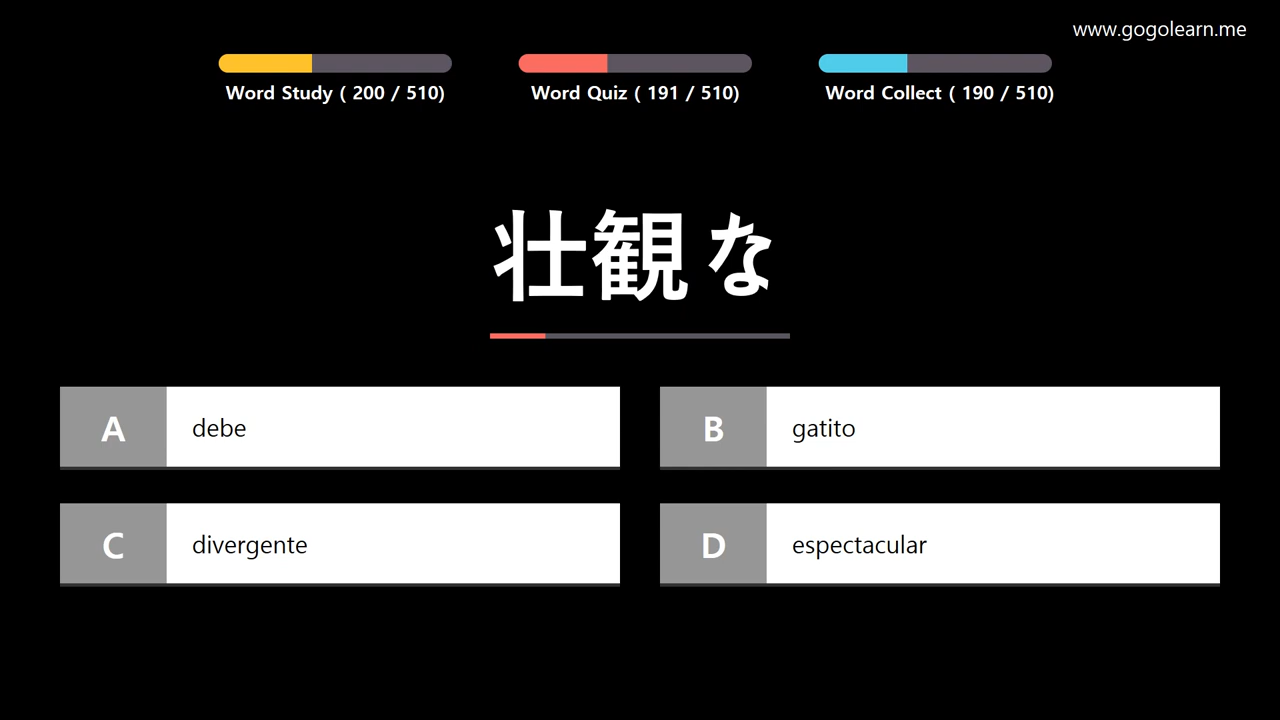 www.gogolearn.me
Word Study ( 200 / 510)
Word Quiz ( 191 / 510)
Word Collect ( 190 / 510)
壮観な
A
debe
B
gatito
C
divergente
D
espectacular